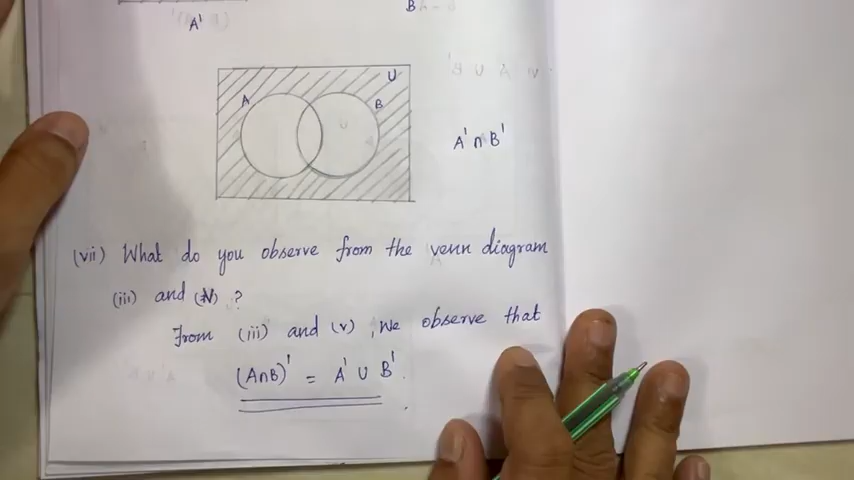 A'
U
A
B
A' ∩ B'
(vii) What do you observe from the venn diagram
(iii) and (V) ?
From (iii) and (v), we observe that
(A∩B)' = A' ∪ B'.